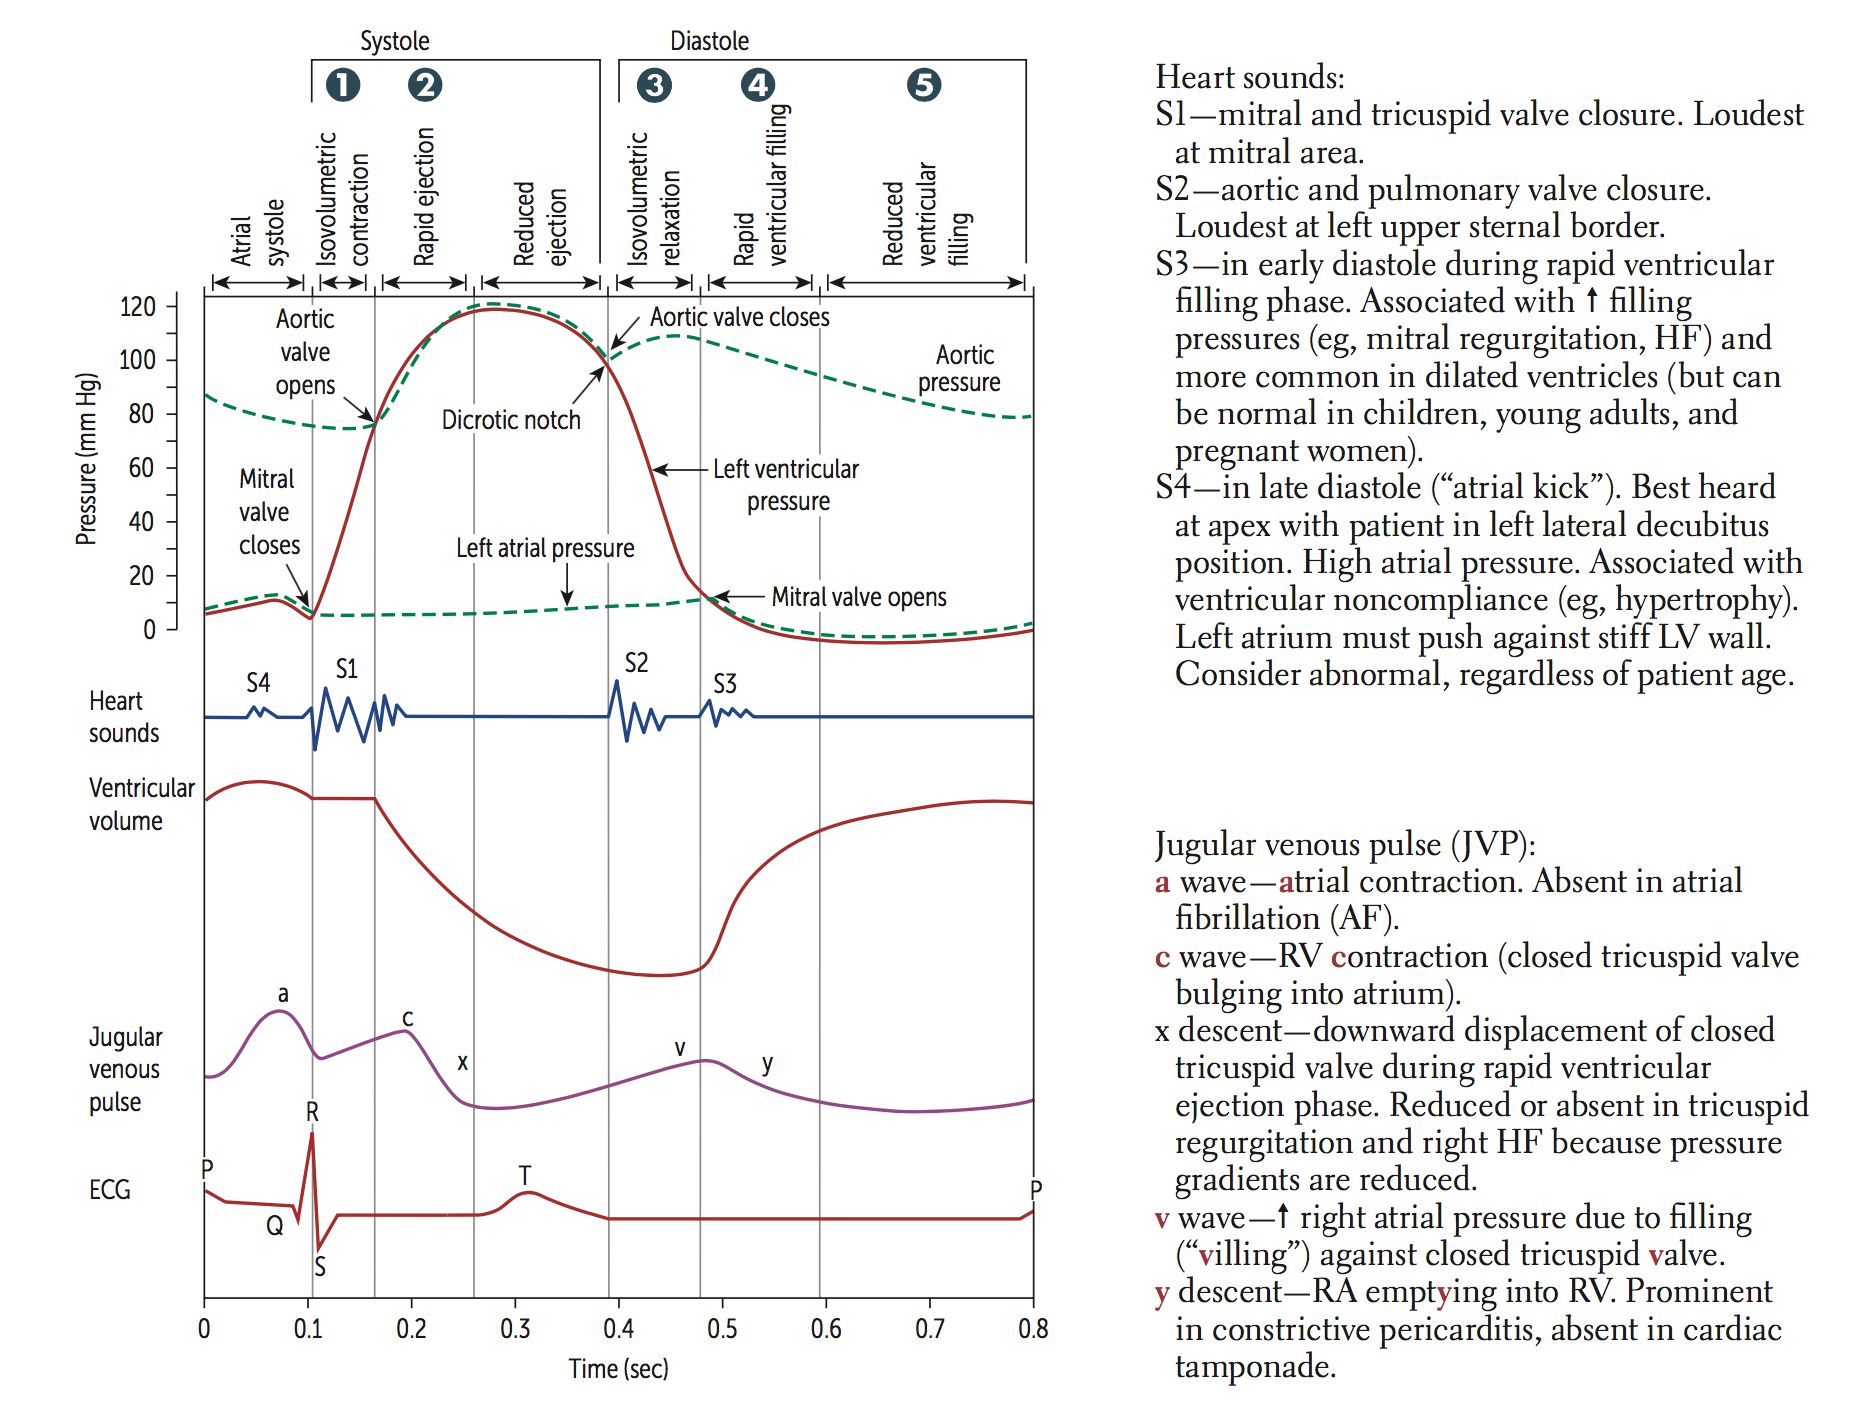 Systole
Diastole
1
2
3
4
5
Atrial
systole
Isovolumetric
contraction
Rapid ejection
Reduced
ejection
Isovolumetric
relaxation
Rapid
ventricular filling
Reduced
ventricular
filling
Pressure (mm Hg)
120
100
80
60
40
20
0
Aortic
valve
opens
Aortic valve closes
Aortic
pressure
Dicrotic notch
Mitral
valve
closes
Left ventricular
pressure
Left atrial pressure
Mitral valve opens
Heart
sounds
S4
S1
S2
S3
Ventricular
volume
Jugular
venous
pulse
a
c
x
v
y
ECG
P
Q
R
S
T
P
0
0.1
0.2
0.3
0.4
0.5
0.6
0.7
0.8
Time (sec)
Heart sounds:
S1—mitral and tricuspid valve closure. Loudest
at mitral area.
S2—aortic and pulmonary valve closure.
Loudest at left upper sternal border.
S3—in early diastole during rapid ventricular
filling phase. Associated with ↑ filling
pressures (eg, mitral regurgitation, HF) and
more common in dilated ventricles (but can
be normal in children, young adults, and
pregnant women).
S4—in late diastole (“atrial kick”). Best heard
at apex with patient in left lateral decubitus
position. High atrial pressure. Associated with
ventricular noncompliance (eg, hypertrophy).
Left atrium must push against stiff LV wall.
Consider abnormal, regardless of patient age.
Jugular venous pulse (JVP):
a wave—atrial contraction. Absent in atrial
fibrillation (AF).
c wave—RV contraction (closed tricuspid valve
bulging into atrium).
x descent—downward displacement of closed
tricuspid valve during rapid ventricular
ejection phase. Reduced or absent in tricuspid
regurgitation and right HF because pressure
gradients are reduced.
v wave—↑ right atrial pressure due to filling
(“villing”) against closed tricuspid valve.
y descent—RA emptying into RV. Prominent
in constrictive pericarditis, absent in cardiac
tamponade.